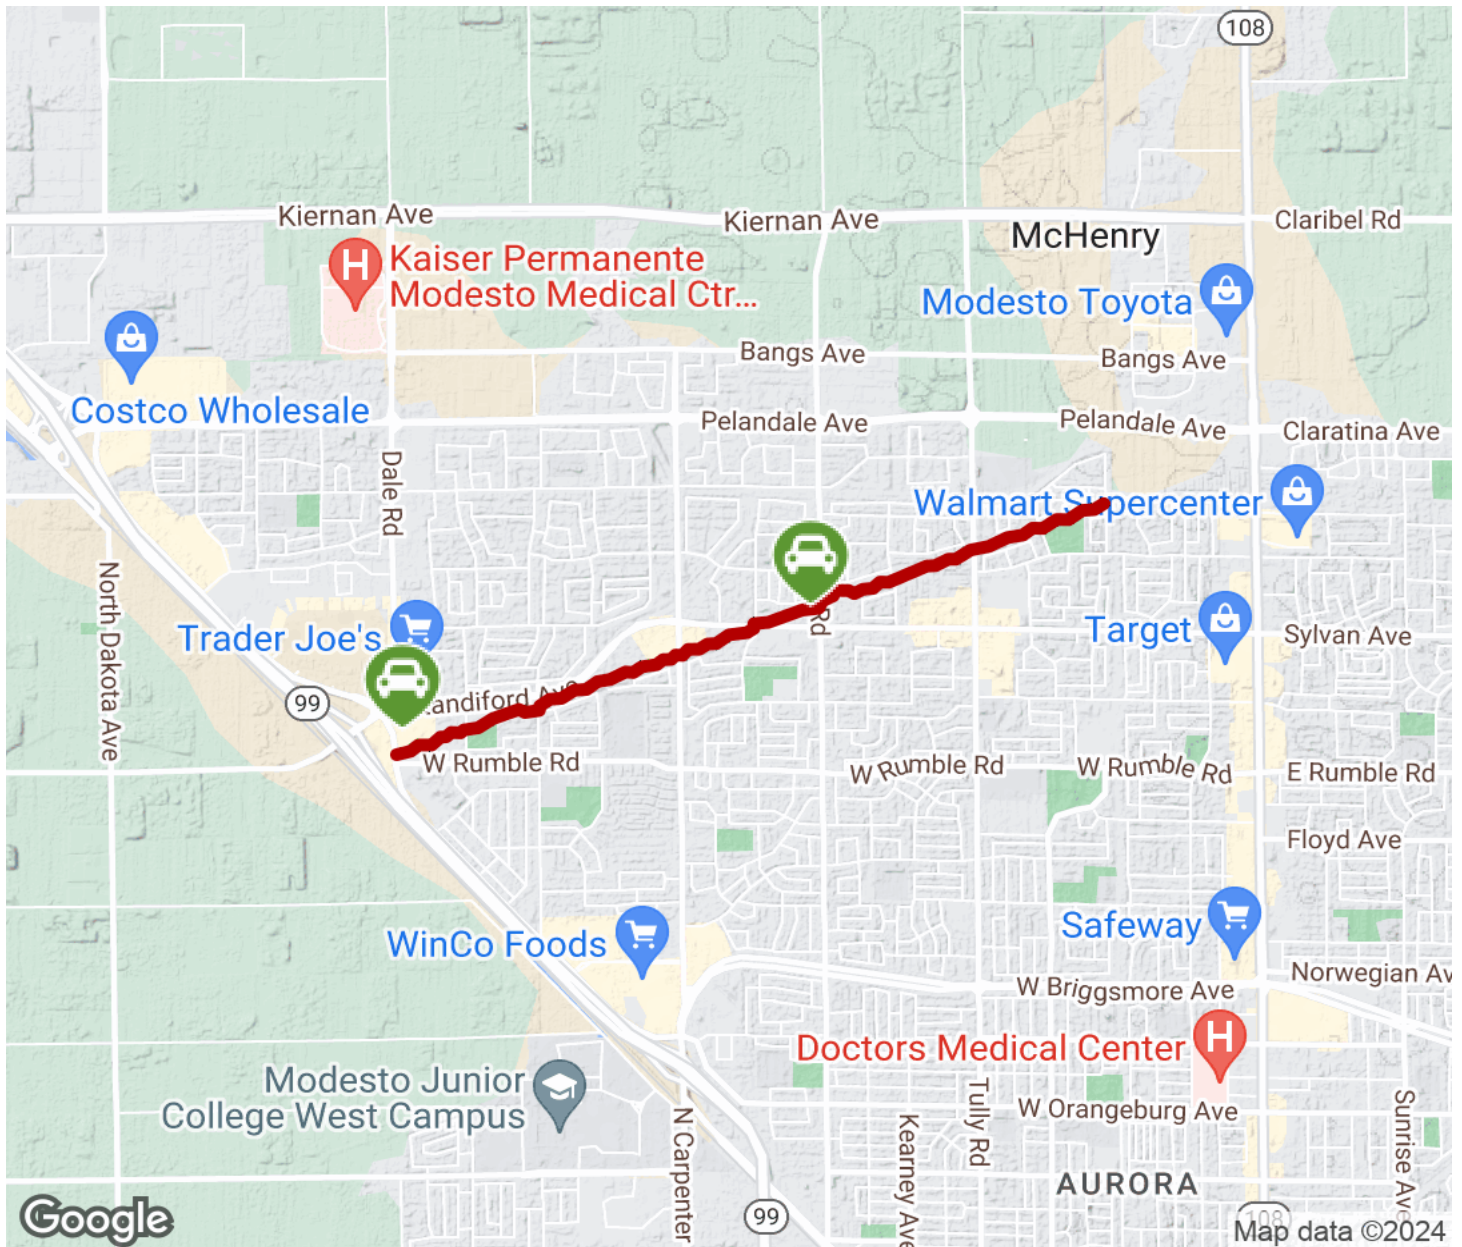 108
Kiernan Ave
Kiernan Ave
Claribel Rd
McHenry
Kaiser Permanente
Modesto Medical Ctr...
Modesto Toyota
Bangs Ave
Bangs Ave
Costco Wholesale
Pelandale Ave
Pelandale Ave
Claratina Ave
Dale Rd
Walmart Supercenter
North Dakota Ave
Trader Joe's
Rd
Target
Sylvan Ave
99
W Rumble Rd
W Rumble Rd
W Rumble Rd
E Rumble Rd
Floyd Ave
WinCo Foods
Safeway
Norwegian Av
W Briggsmore Ave
Doctors Medical Center
Modesto Junior
College West Campus
W Orangeburg Ave
N Carpenter
Kearney Ave
Tully Rd
Sunrise Ave
AURORA
99
108
Google
Map data ©2024